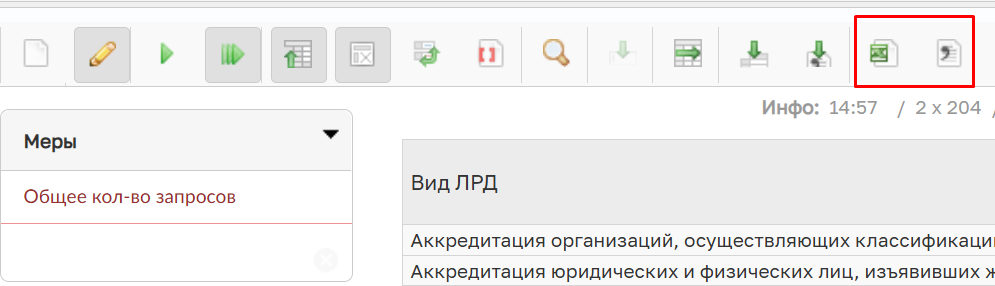 Инфо: 14:57 / 2 x 204 /
Меры
Общее кол-во запросов
Вид ЛРД
Аккредитация организаций, осуществляющих классификаци
Аккредитация юридических и физических лиц, изъявивших ж